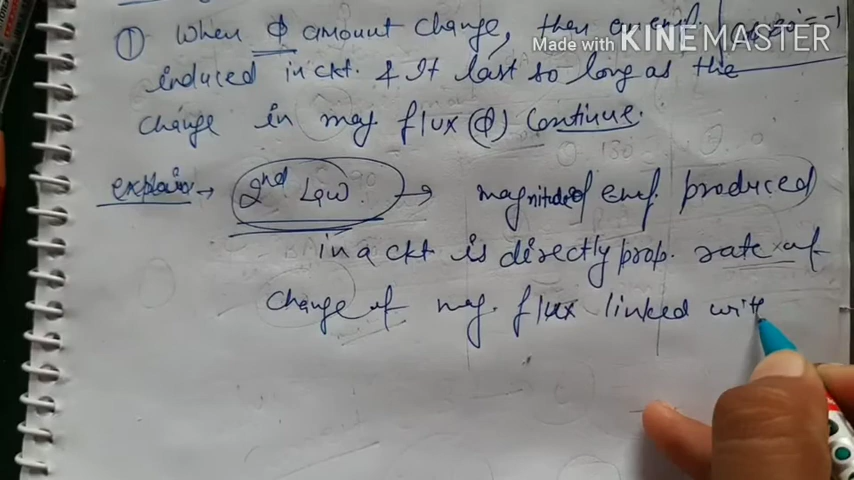 ① When ϕ amount change, then an emf.
induced in ckt. & It last so long as the
change in mag flux (ϕ) Continue.
explain → 2nd Law. → magnitude of emf. produced
in a ckt is directly prop. rate of
change of mag. flux linked with
Made with KINEMASTER